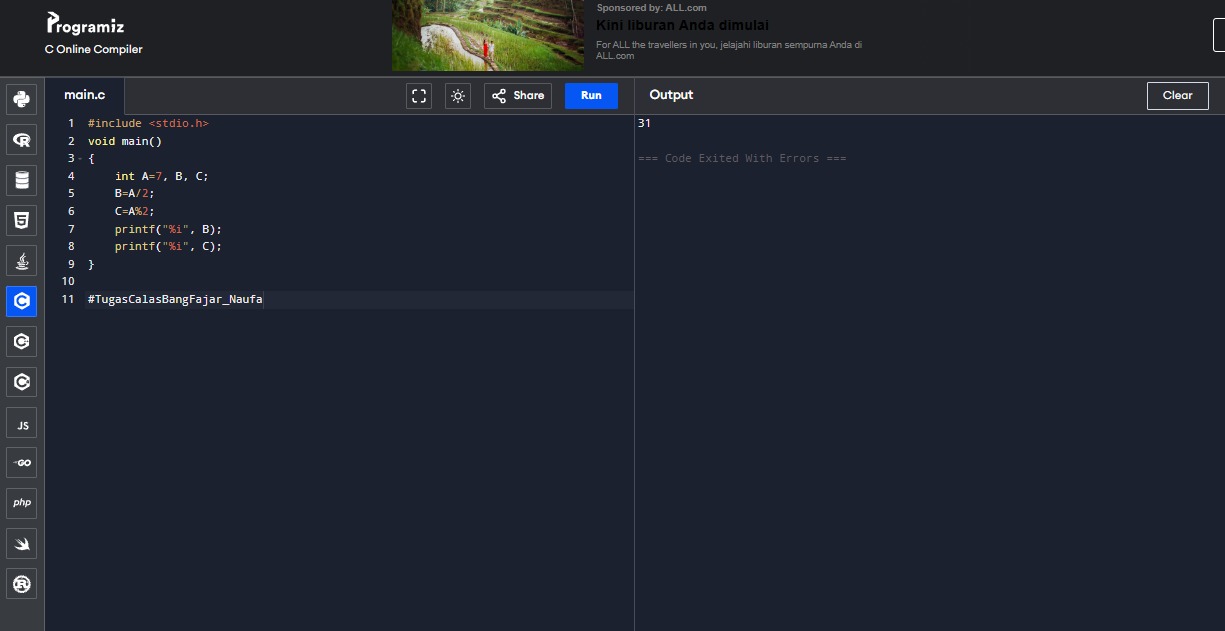 Programiz
C Online Compiler
Sponsored by: ALL.com
Kini liburan Anda dimulai
For ALL the travellers in you, jelajahi liburan sempurna Anda di
ALL.com
main.c
Share
Run
Output
Clear
1 #include <stdio.h>
2 void main()
3 {
4 int A=7, B, C;
5 B=A/2;
6 C=A%2;
7 printf("%i", B);
8 printf("%i", C);
9 }
10
11 #TugasCalasBangFajar_Naufa
31
=== Code Exited With Errors ===
R
5
C
C
C
JS
GO
php
R